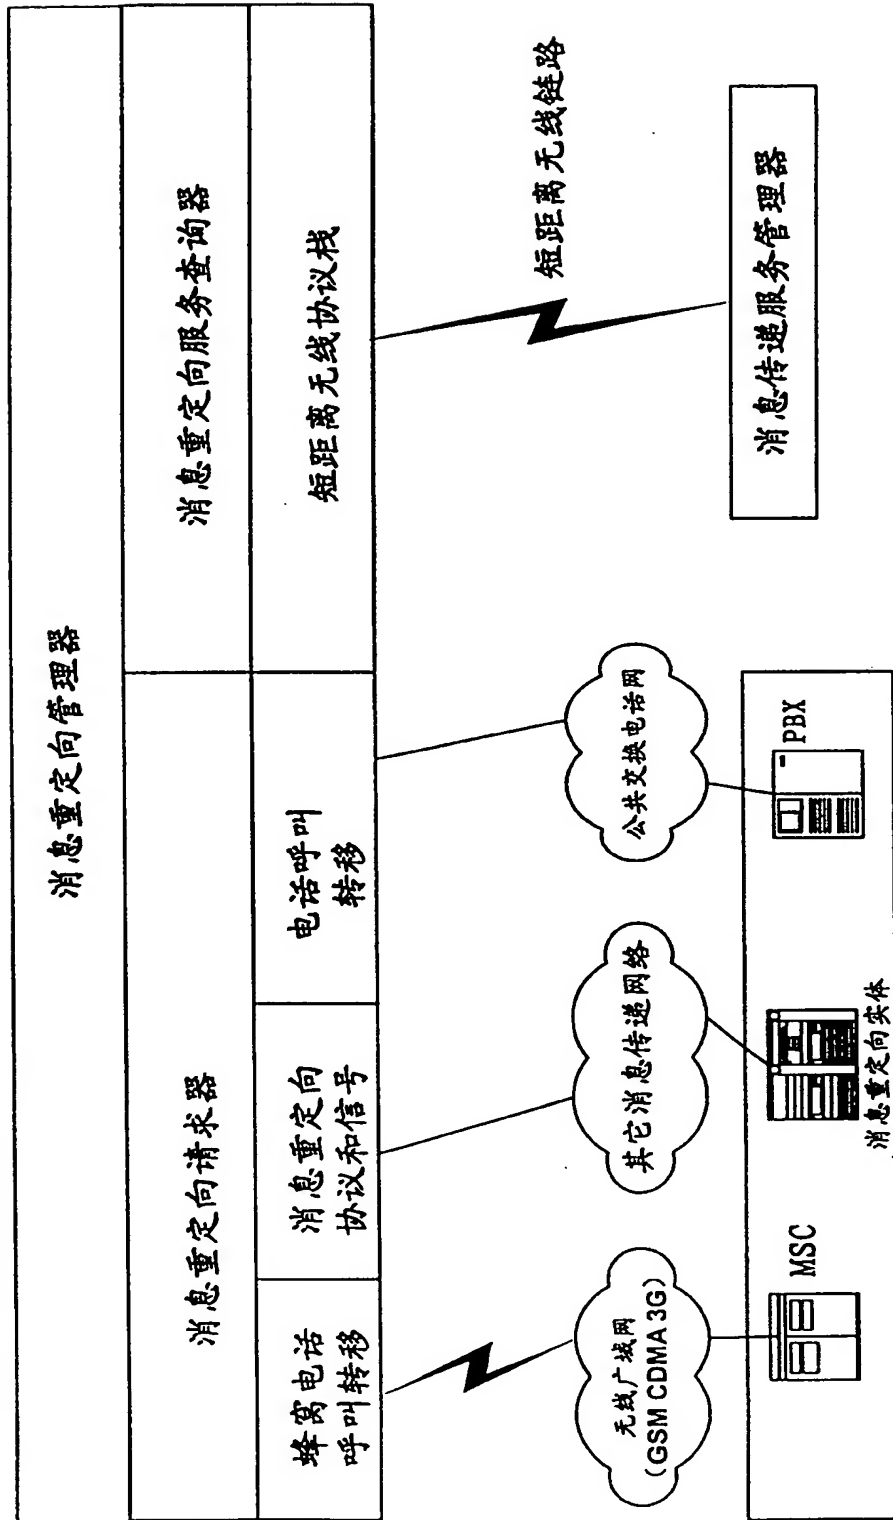 消息重定向管理器
消息重定向请求器
消息重定向服务查询器
蜂窝电话
呼叫转移
消息重定向
协议和信号
电话呼叫
转移
短距离无线协议栈
短距离无线链路
无线广域网
(GSM CDMA 3G)
其它消息传递网络
公共交换电话网
消息传递服务管理器
MSC
消息重定向实体
PBX